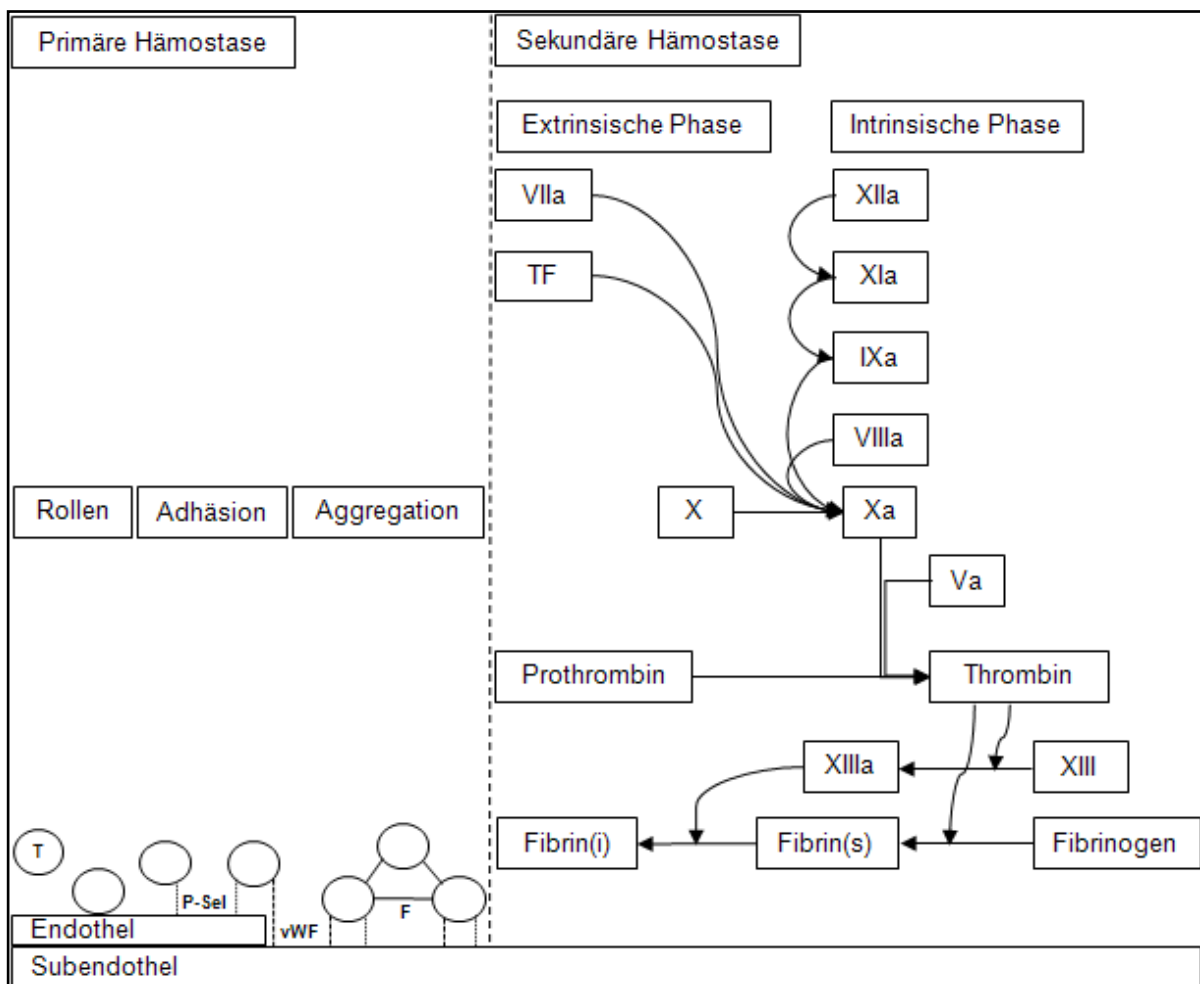 Primäre Hämostase
Sekundäre Hämostase
Extrinsische Phase
Intrinsische Phase
VIIa
XIIa
TF
XIa
IXa
VIIIa
Rollen
Adhäsion
Aggregation
X
Xa
Va
Prothrombin
Thrombin
XIIIa
XIII
Fibrin(i)
Fibrin(s)
Fibrinogen
T
P-Sel
F
Endothel
vWF
Subendothel